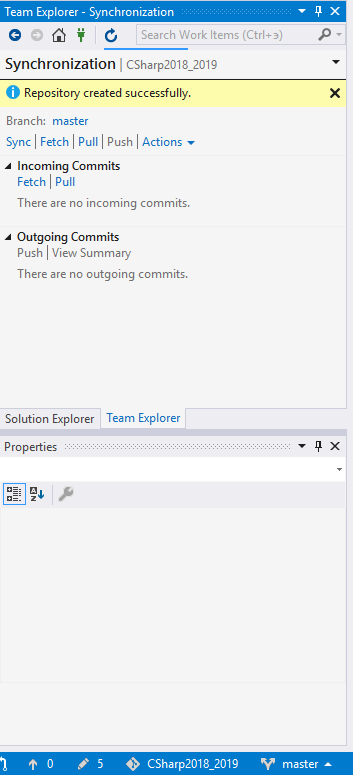 Team Explorer - Synchronization
Search Work Items (Ctrl+э)
Synchronization | CSharp2018_2019
Repository created successfully.
Branch: master
Sync | Fetch | Pull | Push | Actions
Incoming Commits
Fetch | Pull
There are no incoming commits.
Outgoing Commits
Push | View Summary
There are no outgoing commits.
Solution Explorer Team Explorer
Properties
0 5 CSharp2018_2019 master